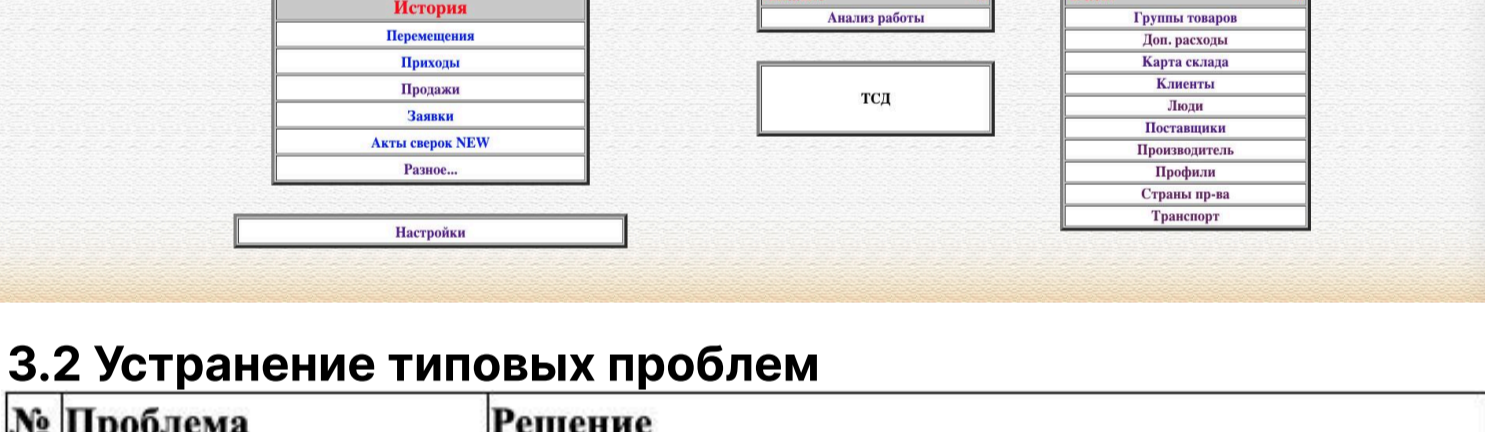 История
Перемещения
Приходы
Продажи
Заявки
Акты сверок NEW
Разное...
Настройки
Анализ работы
ТСД
Группы товаров
Доп. расходы
Карта склада
Клиенты
Люди
Поставщики
Производитель
Профили
Страны пр-ва
Транспорт
3.2 Устранение типовых проблем
№ Проблема Решение